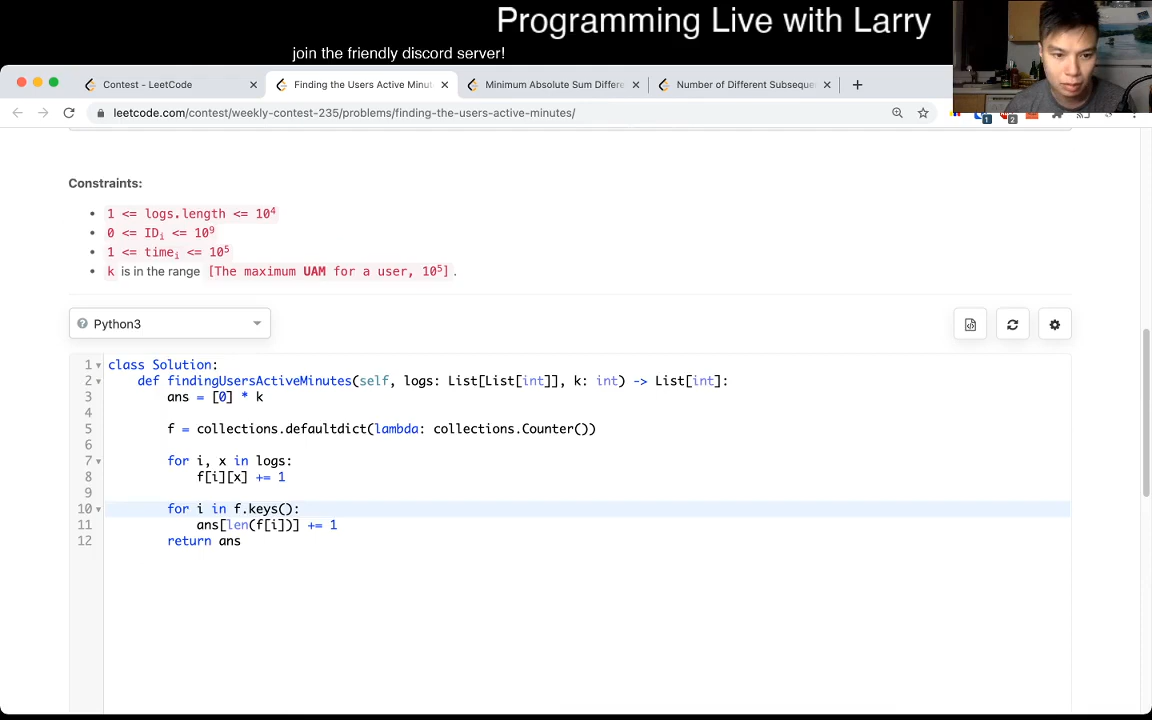 Programming Live with Larry
join the friendly discord server!
Contest - LeetCode
Finding the Users Active Minut
Minimum Absolute Sum Differe
Number of Different Subsequen
leetcode.com/contest/weekly-contest-235/problems/finding-the-users-active-minutes/
1
2
Constraints:
1 <= logs.length <= 10⁴
0 <= IDᵢ <= 10⁹
1 <= timeᵢ <= 10⁵
k is in the range [The maximum UAM for a user, 10⁵].
Python3
1 class Solution:
2 def findingUsersActiveMinutes(self, logs: List[List[int]], k: int) -> List[int]:
3 ans = [0] * k
4
5 f = collections.defaultdict(lambda: collections.Counter())
6
7 for i, x in logs:
8 f[i][x] += 1
9
10 for i in f.keys():
11 ans[len(f[i])] += 1
12 return ans